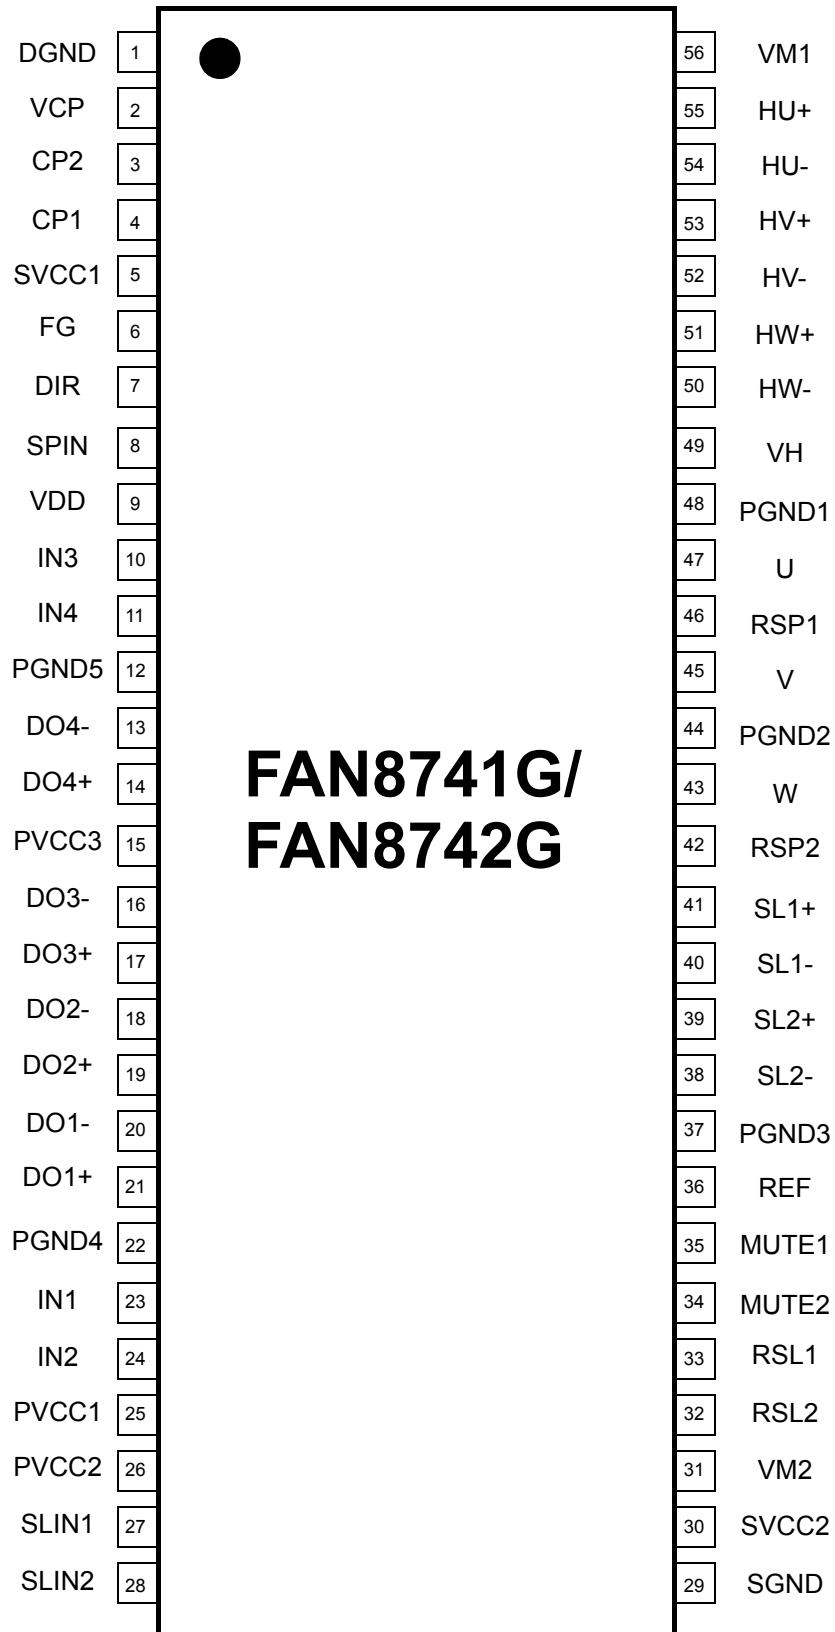 DGND 1 56 VM1
VCP 2 55 HU+
CP2 3 54 HU-
CP1 4 53 HV+
SVCC1 5 52 HV-
FG 6 51 HW+
DIR 7 50 HW-
SPIN 8 49 VH
VDD 9 48 PGND1
IN3 10 47 U
IN4 11 46 RSP1
PGND5 12 45 V
DO4- 13 44 PGND2
DO4+ 14 43 W
PVCC3 15 42 RSP2
DO3- 16 41 SL1+
DO3+ 17 40 SL1-
DO2- 18 39 SL2+
DO2+ 19 38 SL2-
DO1- 20 37 PGND3
DO1+ 21 36 REF
PGND4 22 35 MUTE1
IN1 23 34 MUTE2
IN2 24 33 RSL1
PVCC1 25 32 RSL2
PVCC2 26 31 VM2
SLIN1 27 30 SVCC2
SLIN2 28 29 SGND
FAN8741G/
FAN8742G